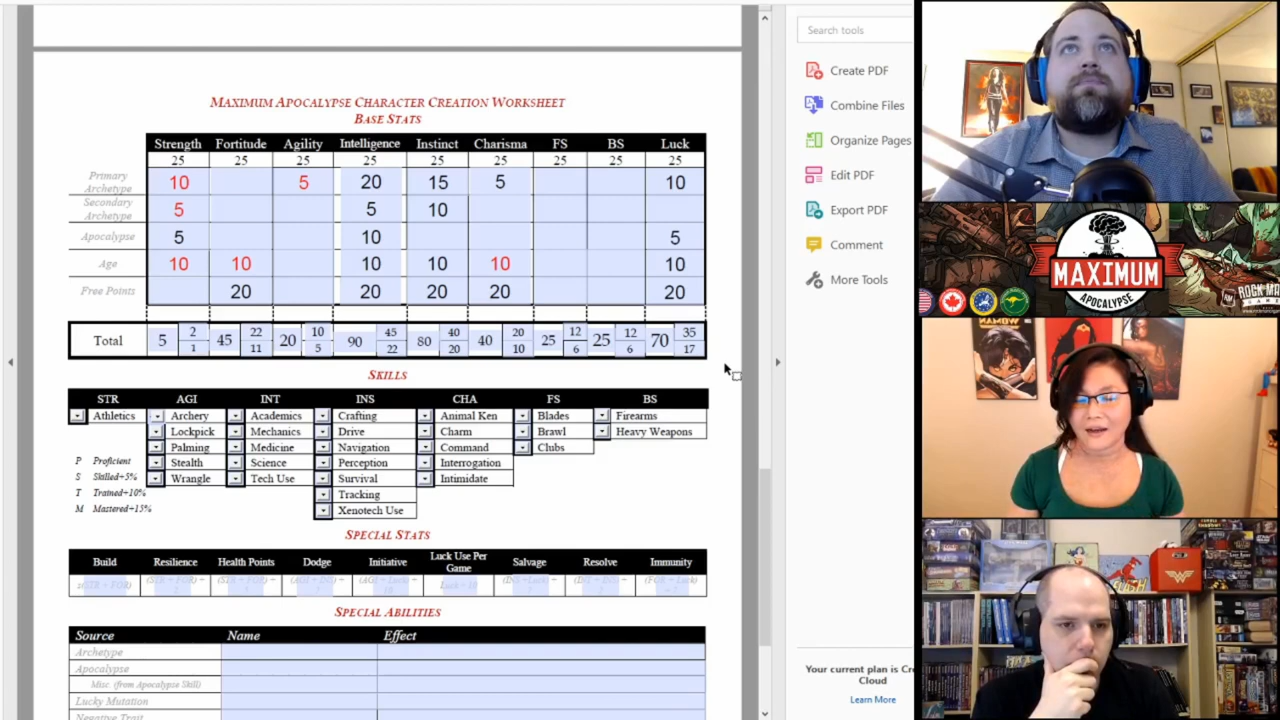 MAXIMUM APOCALYPSE CHARACTER CREATION WORKSHEET
BASE STATS
Strength Fortitude Agility Intelligence Instinct Charisma FS BS Luck
25 25 25 25 25 25 25 25 25
Primary Archetype 10 5 20 15 5 10
Secondary Archetype 5 5 10
Apocalypse 5 10 5
Age 10 10 10 10 10 10
Free Points 20 20 20 20 20
Total 5 2 1 45 22 11 20 10 5 90 45 22 80 40 20 40 20 10 25 12 6 25 12 6 70 35 17
SKILLS
STR AGI INT INS CHA FS BS
Athletics Archery Academics Crafting Animal Ken Blades Firearms
Lockpick Mechanics Drive Charm Brawl Heavy Weapons
Palming Medicine Navigation Command Clubs
P Proficient Stealth Science Perception Interrogation
S Skilled+5% Wrangle Tech Use Survival Intimidate
T Trained+10% Tracking
M Mastered+15% Xenotech Use
SPECIAL STATS
Build Resilience Health Points Dodge Initiative Luck Use Per Game Salvage Resolve Immunity
SPECIAL ABILITIES
Source Name Effect
Archetype
Apocalypse
Misc. (from Apocalypse Skill)
Lucky Mutation
Negative Trait
Search tools
Create PDF
Combine Files
Organize Pages
Edit PDF
Export PDF
Comment
More Tools
Your current plan is Cre
Cloud
Learn More
MAXIMUM
APOCALYPSE
ROCK MA